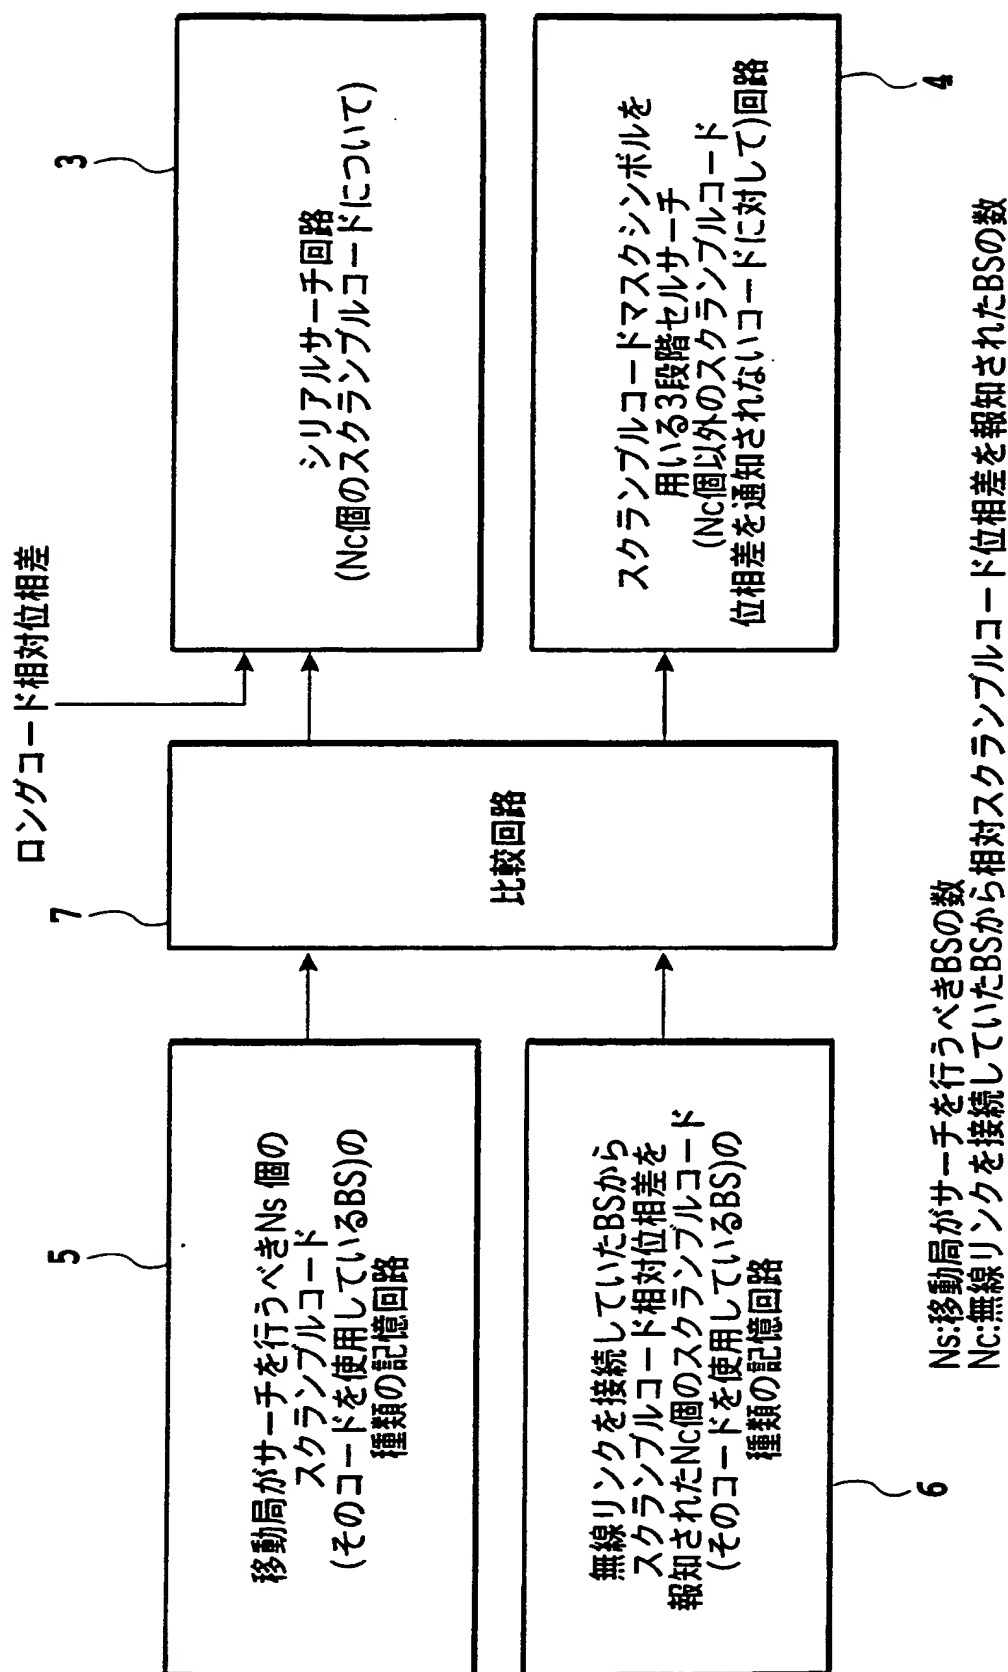 5
移動局がサーチを行うべきNs 個の
スクランブルコード
(そのコードを使用しているBS)の
種類の記憶回路
無線リンクを接続していたBSから
スクランブルコード相対位相差を
報知されたNc個のスクランブルコード
(そのコードを使用しているBS)の
種類の記憶回路
6
7
比較回路
ロングコード相対位相差
3
シリアルサーチ回路
(Nc個のスクランブルコードについて)
スクランブルコードマスクシンボルを
用いる3段階セルサーチ
(Nc個以外のスクランブルコード
位相差を通知されないコードに対して)回路
4
Ns:移動局がサーチを行うべきBSの数
Nc:無線リンクを接続していたBSから相対スクランブルコード位相差を報知されたBSの数